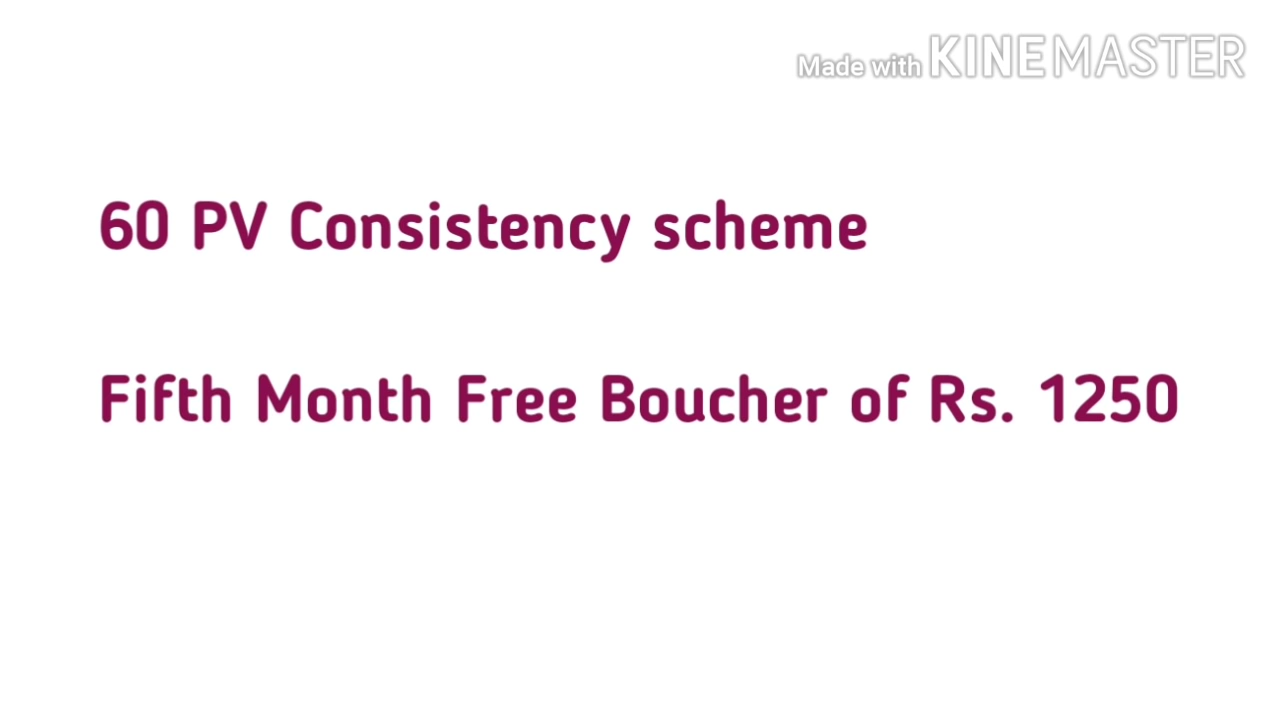 Made with KINEMASTER
60 PV Consistency scheme
Fifth Month Free Boucher of Rs. 1250